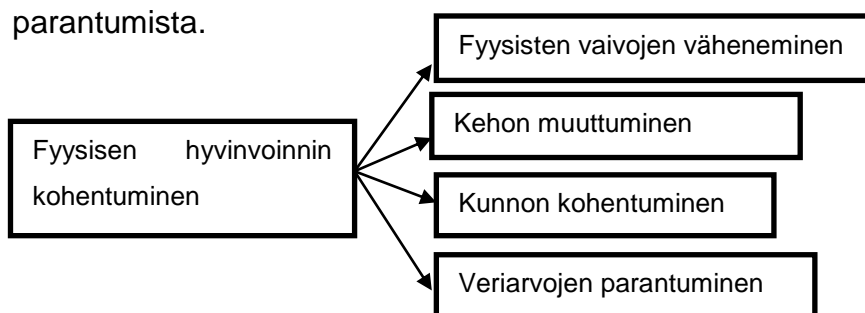 parantumista.
Fyysisten vaivojen väheneminen
Kehon muuttuminen
Fyysisen hyvinvoinnin
kohentuminen
Kunnon kohentuminen
Veriarvojen parantuminen